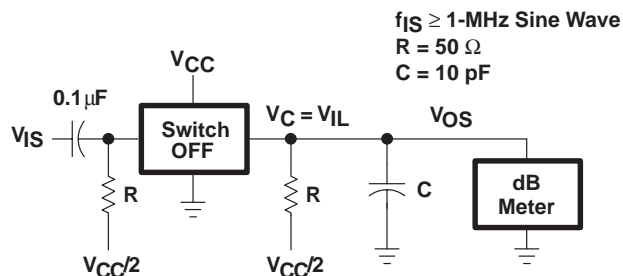 fIS ≥ 1-MHz Sine Wave
R = 50 Ω
C = 10 pF
VCC
0.1 μF
VIS
Switch
OFF
VC = VIL
VOS
R
R
C
dB
Meter
VCC/2
VCC/2